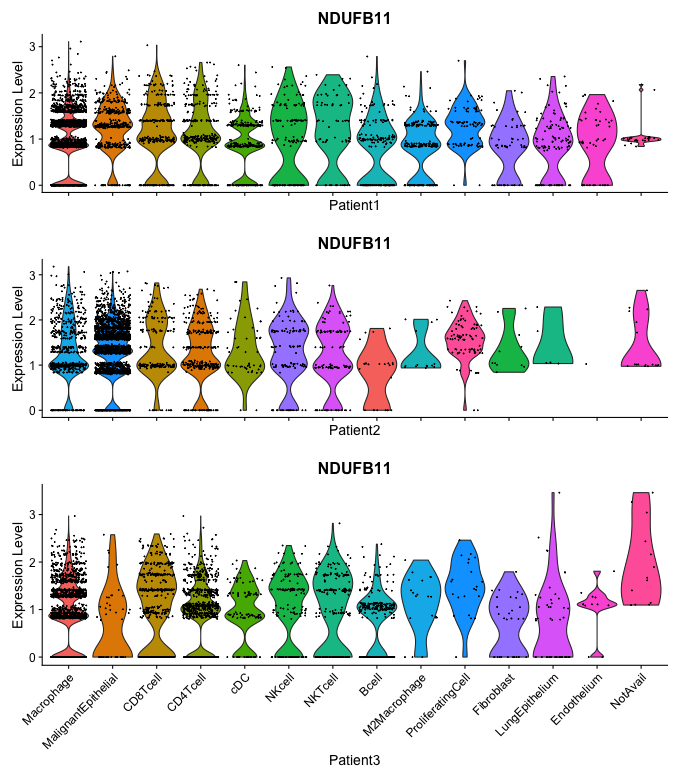 NDUFB11
Expression Level
3
2
1
0
Patient1
NDUFB11
Expression Level
3
2
1
0
Patient2
NDUFB11
Expression Level
3
2
1
0
Macrophage
MalignantEpithelial
CD8Tcell
CD4Tcell
cDC
NKcell
NKTcell
Bcell
M2Macrophage
ProliferatingCell
Fibroblast
LungEpithelium
Endothelium
NotAvail
Patient3